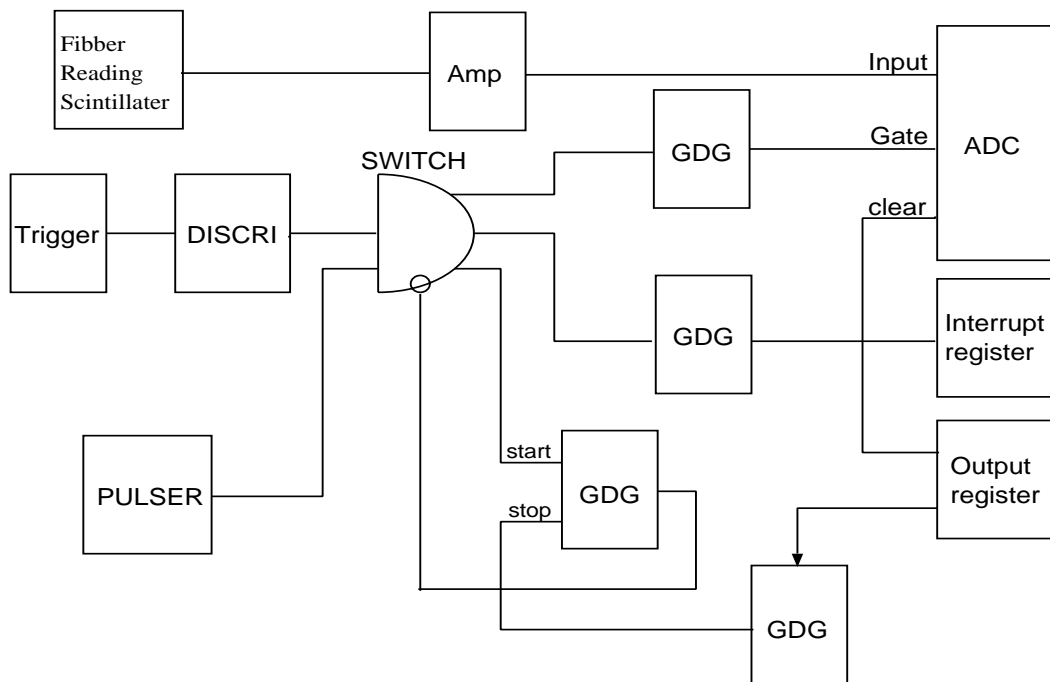 Fibber
Reading
Scintillater
Amp
Input
Gate
clear
ADC
GDG
SWITCH
Trigger
DISCRI
GDG
Interrupt
register
PULSER
start
stop
GDG
Output
register
GDG